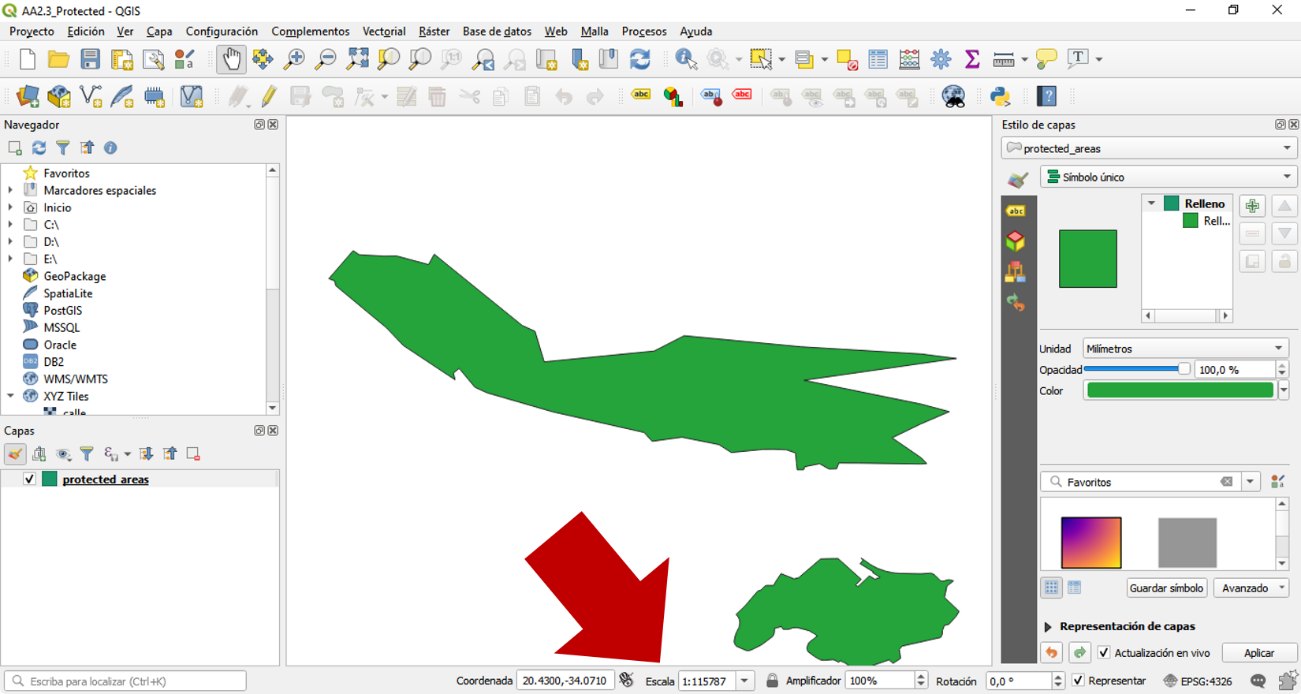 AA2.3_Protected - QGIS
Proyecto Edición Ver Capa Configuración Complementos Vectorial Ráster Base de datos Web Malla Procesos Ayuda
Navegador
Favoritos
Marcadores espaciales
Inicio
C:\
D:\
E:\
GeoPackage
SpatiaLite
PostGIS
MSSQL
Oracle
DB2
WMS/WMTS
XYZ Tiles
calle
Capas
protected_areas
Estilo de capas
protected_areas
Símbolo único
Relleno
Rell...
Unidad Milímetros
Opacidad 100,0 %
Color
Favoritos
Guardar símbolo Avanzado
Representación de capas
Actualización en vivo Aplicar
Escriba para localizar (Ctrl+K) Coordenada 20.4300,-34.0710 Escala 1:115787 Amplificador 100% Rotación 0,0 ° Representar EPSG:4326